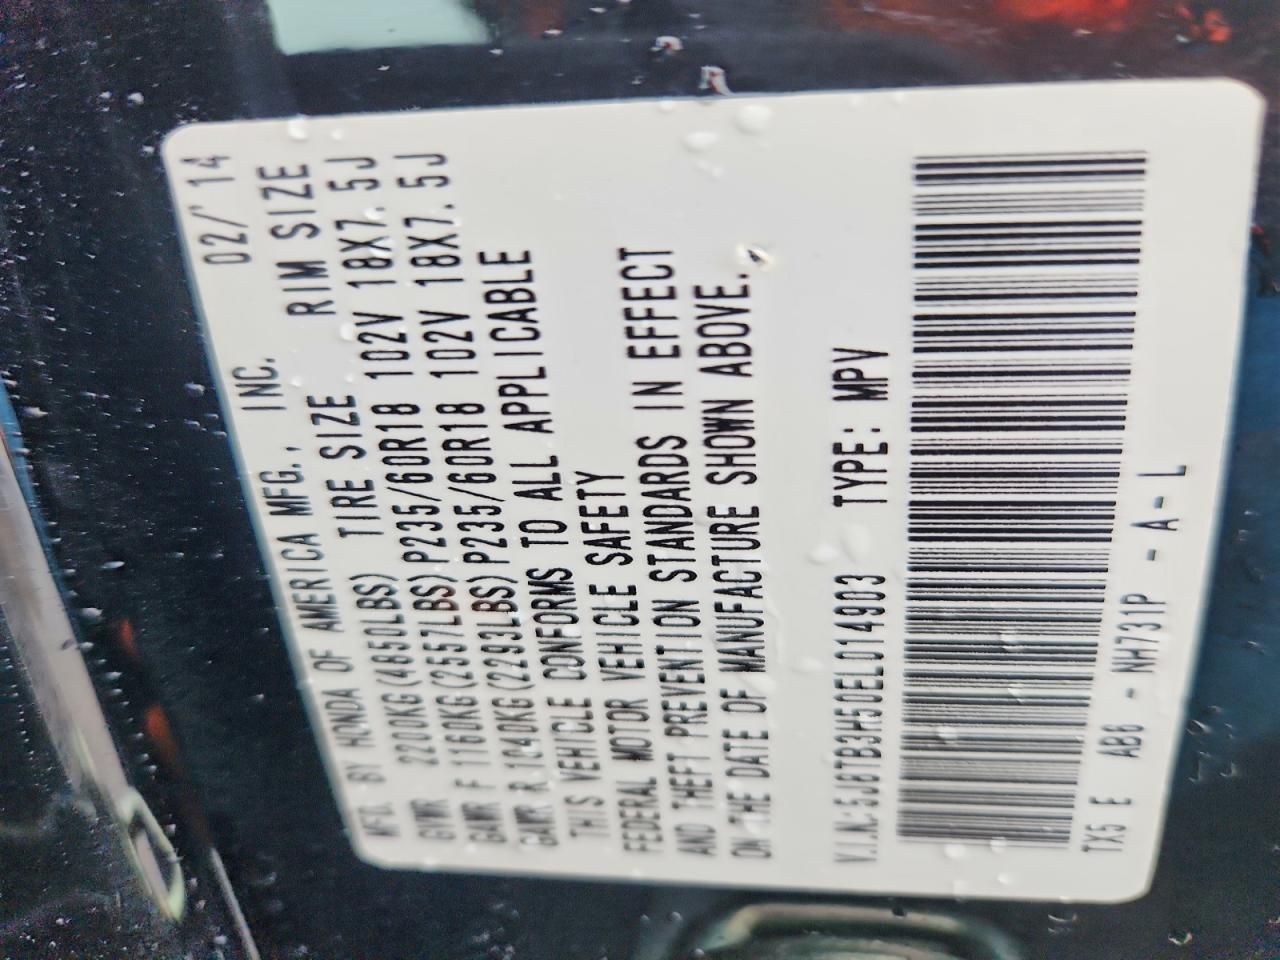 MFD. BY HONDA OF AMERICA MFG., INC. 02/'14
TIRE SIZE RIM SIZE
GVWR 2200KG(4850LBS)
GAWR F 1160KG(2557LBS)P235/60R18 102V 18X7.5J
GAWR R 1040KG(2293LBS)P235/60R18 102V 18X7.5J
THIS VEHICLE CONFORMS TO ALL APPLICABLE
FEDERAL MOTOR VEHICLE SAFETY
AND THEFT PREVENTION STANDARDS IN EFFECT
ON THE DATE OF MANUFACTURE SHOWN ABOVE.
V.I.N:5J8TB3H50EL014903 TYPE: MPV
TX5 E AB6 - NH731P - A- L